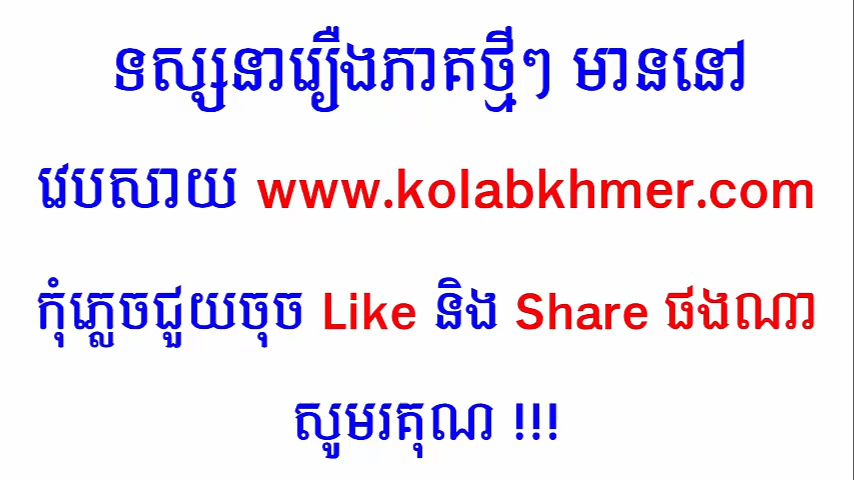 ទស្សនារឿងភាគថ្មីៗ មាននៅ
វេបសាយ www.kolabkhmer.com
កុំភ្លេចជួយចុច Like និង Share ផងណា
សូមរគុណ !!!